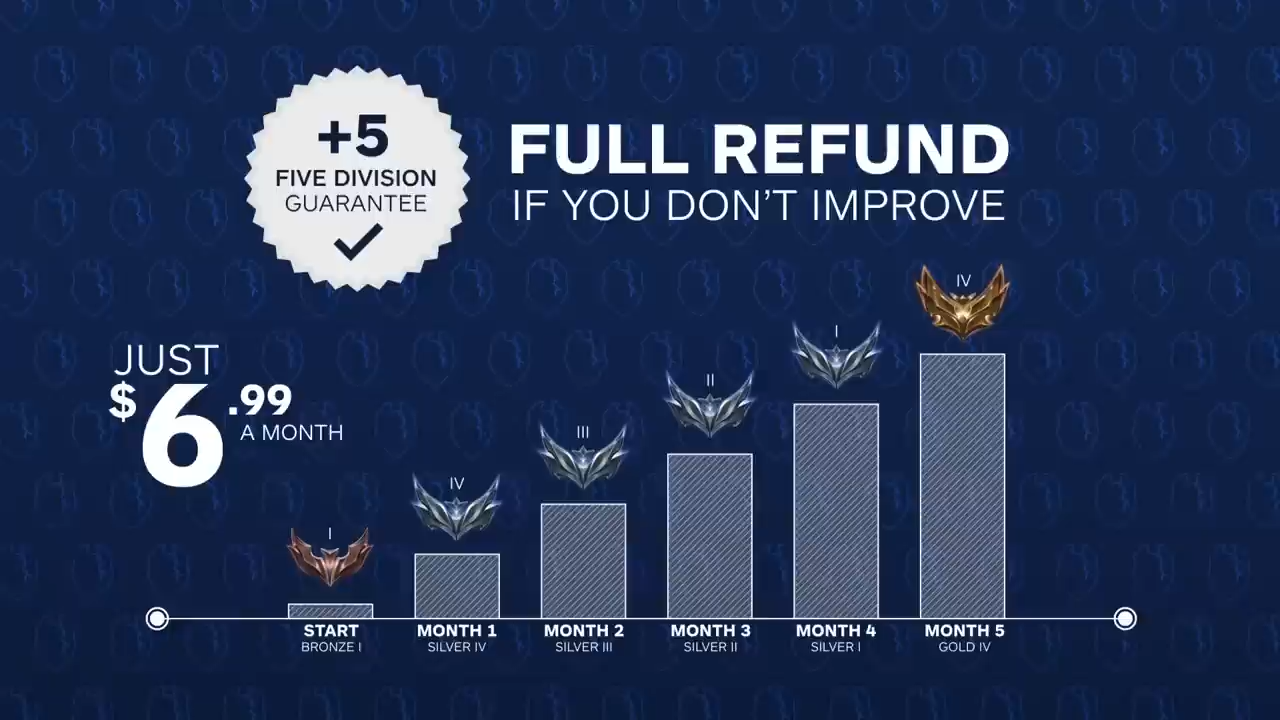 +5
FIVE DIVISION
GUARANTEE
FULL REFUND
IF YOU DON'T IMPROVE
JUST
$6.99
A MONTH
I
IV
III
II
I
IV
START
BRONZE I
MONTH 1
SILVER IV
MONTH 2
SILVER III
MONTH 3
SILVER II
MONTH 4
SILVER I
MONTH 5
GOLD IV